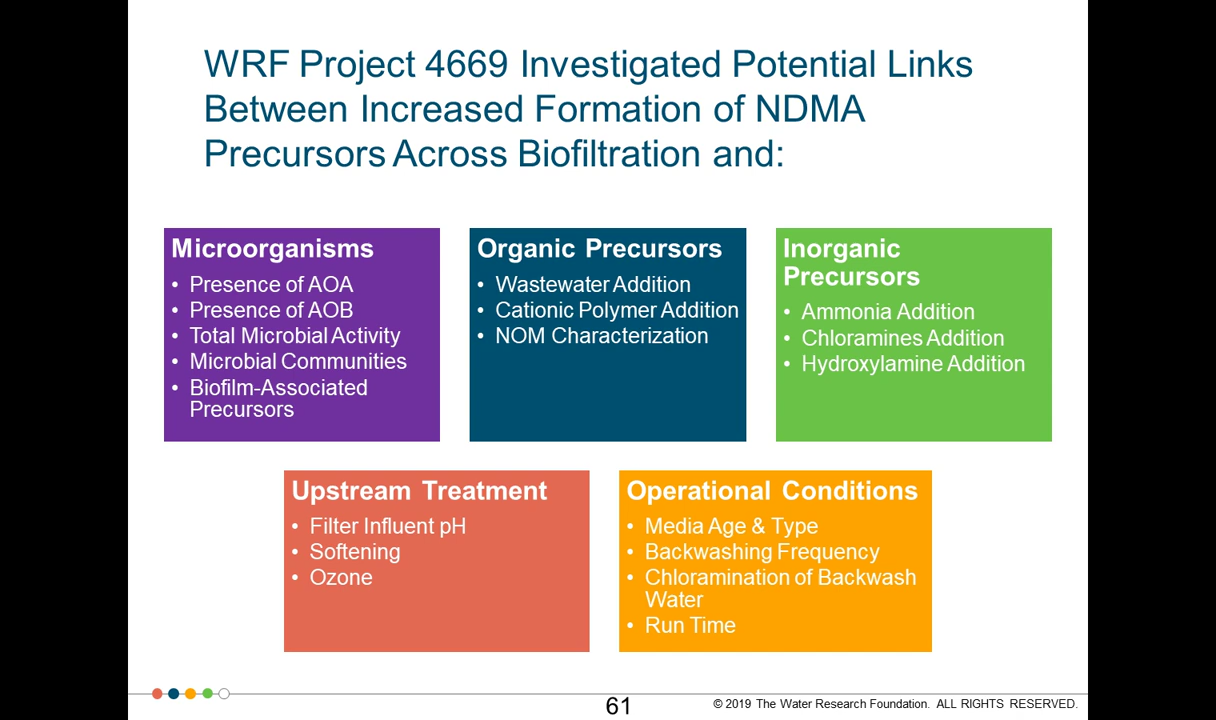 WRF Project 4669 Investigated Potential Links
Between Increased Formation of NDMA
Precursors Across Biofiltration and:
Microorganisms
• Presence of AOA
• Presence of AOB
• Total Microbial Activity
• Microbial Communities
• Biofilm-Associated
Precursors
Organic Precursors
• Wastewater Addition
• Cationic Polymer Addition
• NOM Characterization
Inorganic
Precursors
• Ammonia Addition
• Chloramines Addition
• Hydroxylamine Addition
Upstream Treatment
• Filter Influent pH
• Softening
• Ozone
Operational Conditions
• Media Age & Type
• Backwashing Frequency
• Chloramination of Backwash
Water
• Run Time
61
© 2019 The Water Research Foundation. ALL RIGHTS RESERVED.